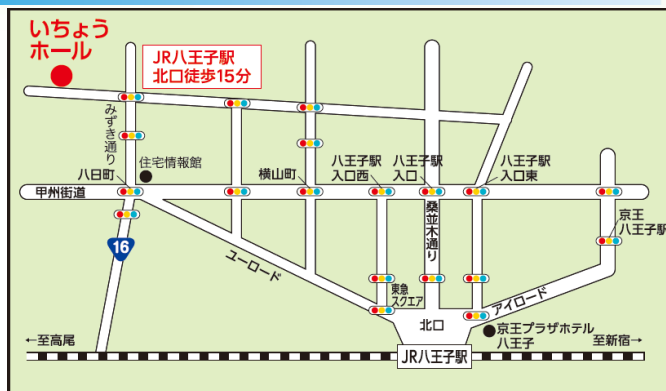 いちょう
ホール
JR八王子駅
北口徒歩15分
みずき通り
八日町
住宅情報館
横山町
八王子駅
入口西
八王子駅
入口
八王子駅
入口東
甲州街道
桑並木通り
京王
八王子駅
16
ユーロード
東急
スクエア
アイロード
北口
京王プラザホテル
八王子
←至高尾
至新宿→
JR八王子駅